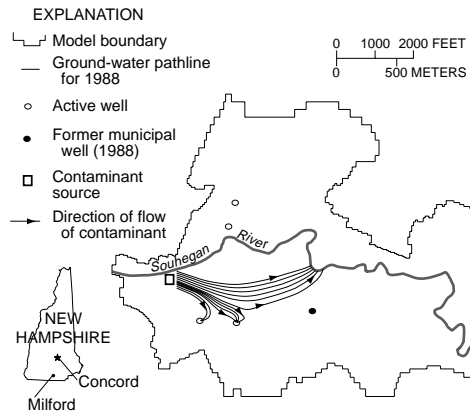 EXPLANATION
Model boundary
Ground-water pathline
for 1988
Active well
Former municipal
well (1988)
Contaminant
source
Direction of flow
of contaminant
0 1000 2000 FEET
0 500 METERS
Souhegan River
NEW
HAMPSHIRE
Concord
Milford